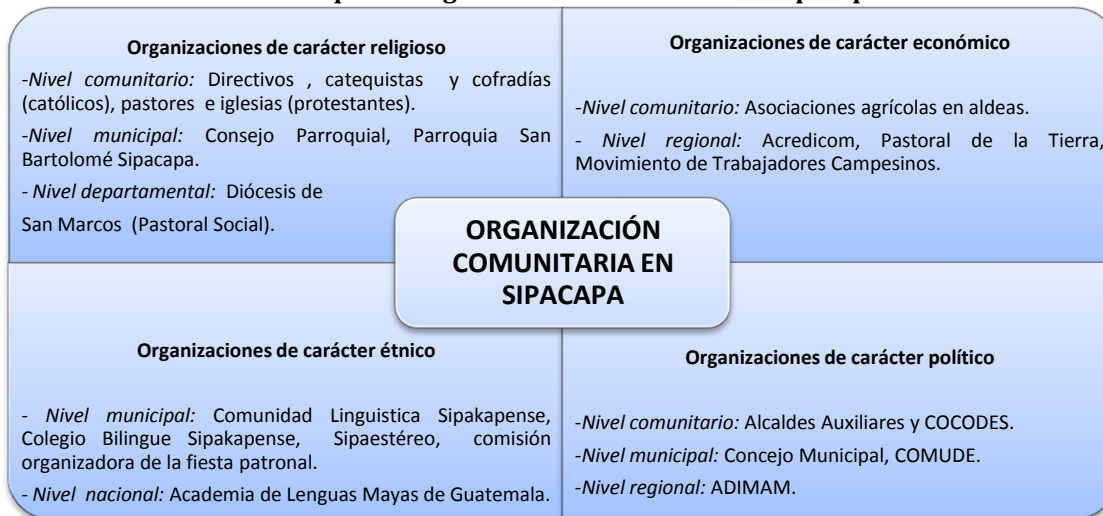 Organizaciones de carácter religioso
-Nivel comunitario: Directivos , catequistas y cofradías
(católicos), pastores e iglesias (protestantes).
-Nivel municipal: Consejo Parroquial, Parroquia San
Bartolomé Sipacapa.
- Nivel departamental: Diócesis de
San Marcos (Pastoral Social).
Organizaciones de carácter económico
-Nivel comunitario: Asociaciones agrícolas en aldeas.
- Nivel regional: Acredicom, Pastoral de la Tierra,
Movimiento de Trabajadores Campesinos.
ORGANIZACIÓN
COMUNITARIA EN
SIPACAPA
Organizaciones de carácter étnico
- Nivel municipal: Comunidad Linguistica Sipakapense,
Colegio Bilingue Sipakapense, Sipaestéreo, comisión
organizadora de la fiesta patronal.
- Nivel nacional: Academia de Lenguas Mayas de Guatemala.
Organizaciones de carácter político
-Nivel comunitario: Alcaldes Auxiliares y COCODES.
-Nivel municipal: Concejo Municipal, COMUDE.
-Nivel regional: ADIMAM.